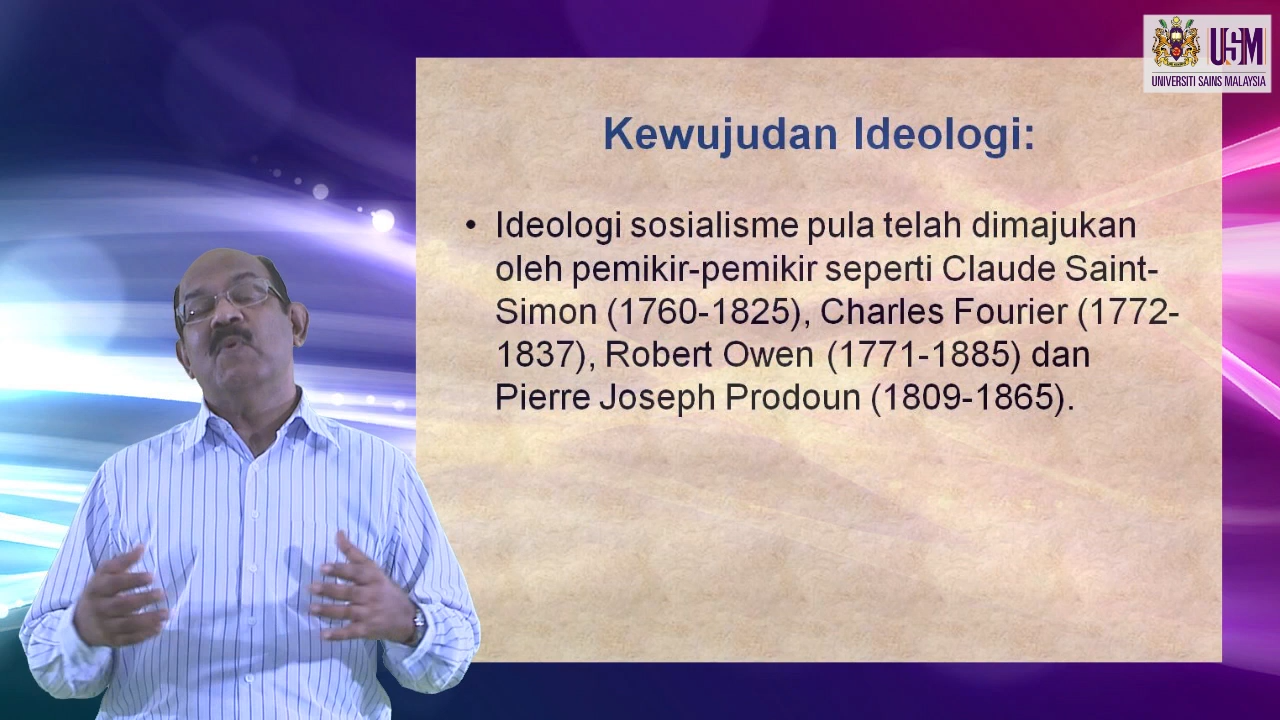 USM
UNIVERSITI SAINS MALAYSIA
Kewujudan Ideologi:
• Ideologi sosialisme pula telah dimajukan
oleh pemikir-pemikir seperti Claude Saint-
Simon (1760-1825), Charles Fourier (1772-
1837), Robert Owen (1771-1885) dan
Pierre Joseph Prodoun (1809-1865).